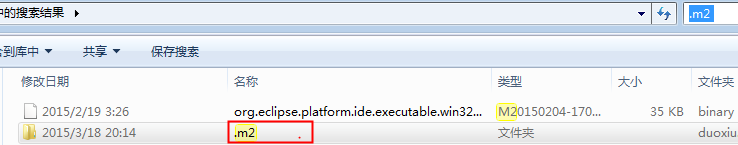 中的搜索结果 ▸ .m2
合到库中 ▼ 共享 ▼ 保存搜索
修改日期 名称 类型 大小 文件夹
2015/2/19 3:26 org.eclipse.platform.ide.executable.win32... M20150204-170... 35 KB binary
2015/3/18 20:14 .m2 文件夹 duoxiu